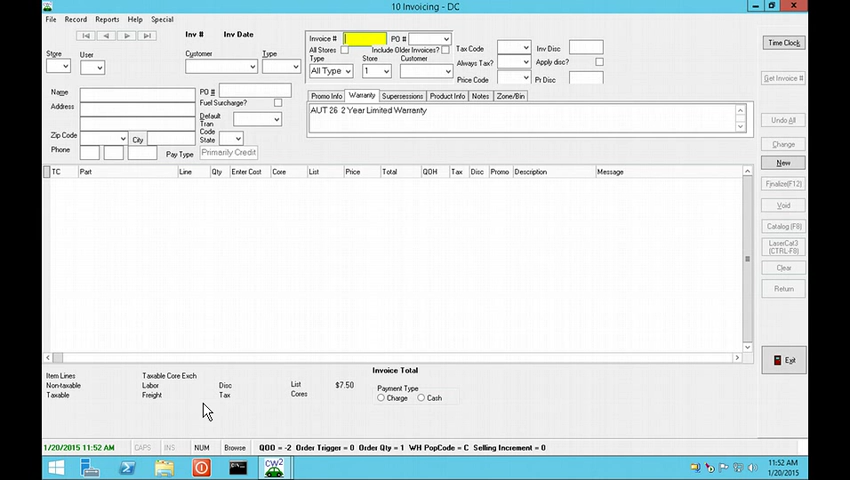 10 Invoicing - DC
File Record Reports Help Special
Inv # Inv Date
Store User Customer Type
Invoice # PO #
All Stores Include Older Invoices?
Type Store Customer
All Type 1
Tax Code Inv Disc
Always Tax? Apply disc?
Price Code Pr Disc
Time Clock
Get Invoice #
Undo All
Change
New
Finalize(F12)
Void
Catalog (F8)
LaserCat3
(CTRL-F8)
Clear
Return
Exit
Name
Address
Zip Code City
Phone
PO #
Fuel Surcharge?
Default
Tran
Code
State
Pay Type Primarily Credit
Promo Info Warranty Supersessions Product Info Notes Zone/Bin
AUT 26 2 Year Limited Warranty
TC Part Line Qty Enter Cost Core List Price Total QOH Tax Disc Promo Description Message
Item Lines Taxable Core Exch
Non-taxable Labor Disc
Taxable Freight Tax
List $7.50
Cores
Invoice Total
Payment Type
Charge Cash
1/20/2015 11:52 AM CAPS INS NUM Browse QOO = -2 Order Trigger = 0 Order Qty = 1 WH PopCode = C Selling Increment = 0
CW2
11:52 AM
1/20/2015